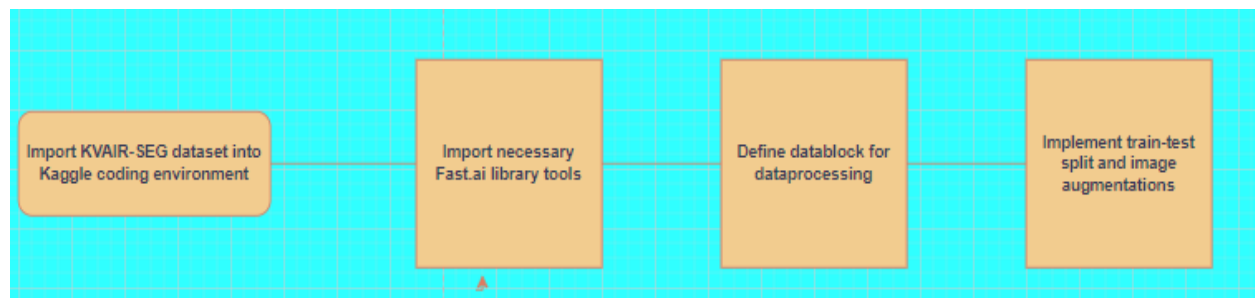 Import KVAIR-SEG dataset into
Kaggle coding environment
Import necessary
Fast.ai library tools
Define datablock for
dataprocessing
Implement train-test
split and image
augmentations